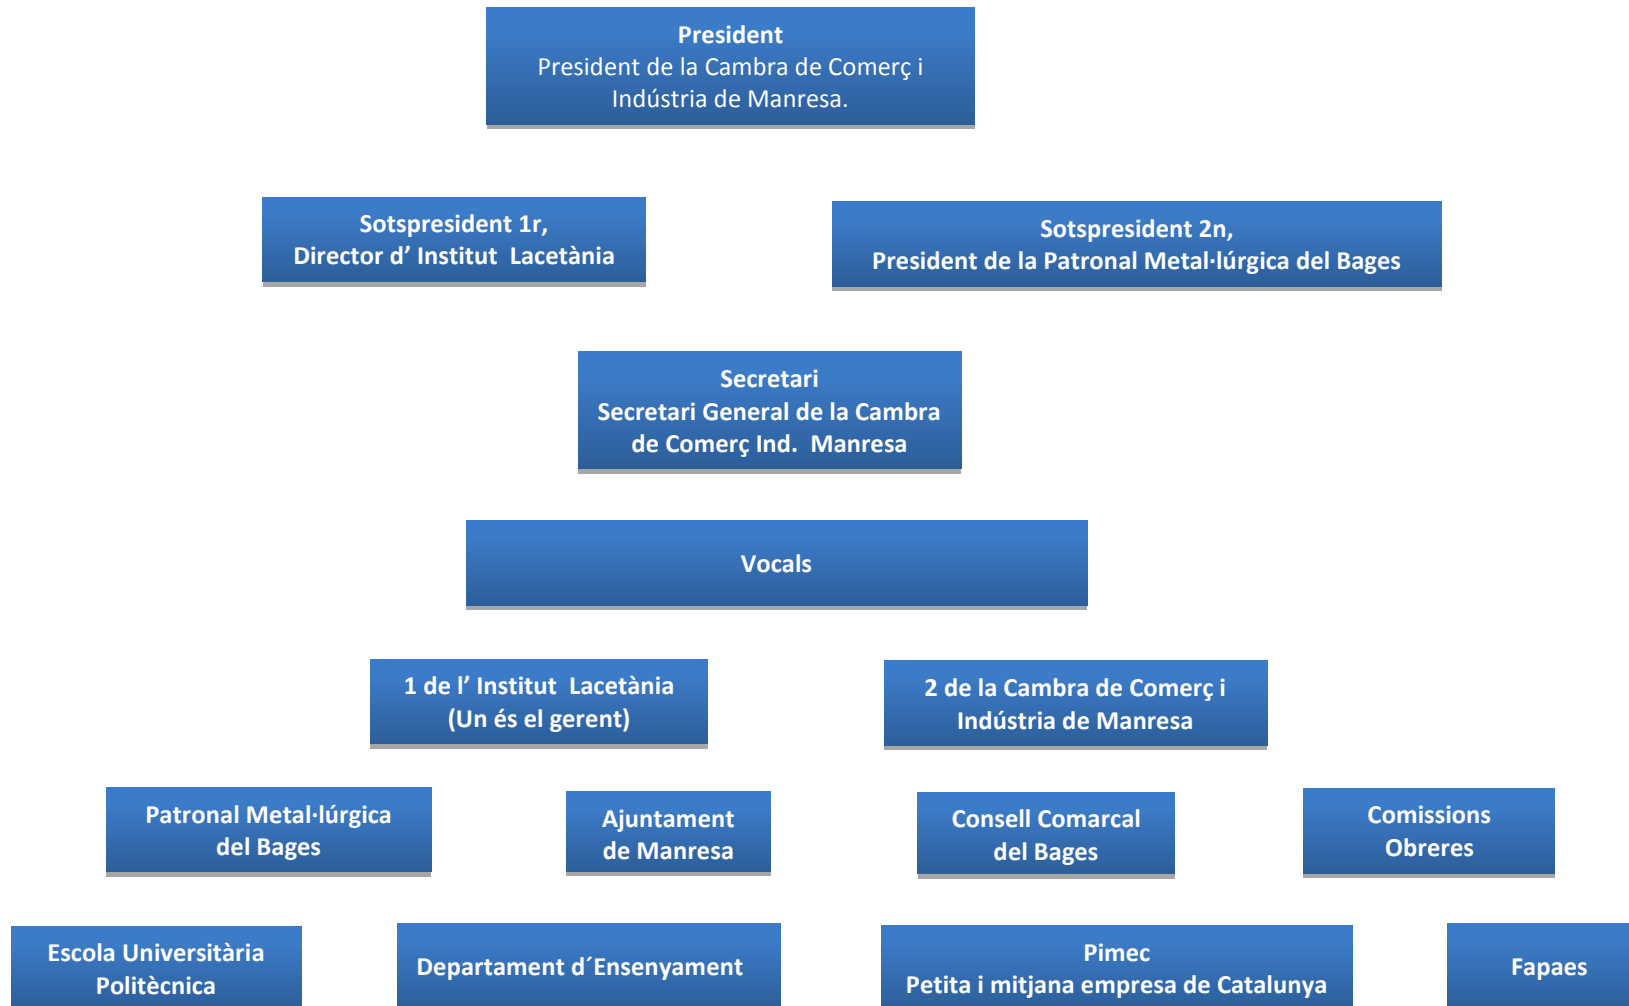 President
President de la Cambra de Comerç i
Indústria de Manresa.
Sotspresident 1r,
Director d’ Institut Lacetània
Sotspresident 2n,
President de la Patronal Metal·lúrgica del Bages
Secretari
Secretari General de la Cambra
de Comerç Ind. Manresa
Vocals
1 de l’ Institut Lacetània
(Un és el gerent)
2 de la Cambra de Comerç i
Indústria de Manresa
Patronal Metal·lúrgica
del Bages
Ajuntament
de Manresa
Consell Comarcal
del Bages
Comissions
Obreres
Escola Universitària
Politècnica
Departament d´Ensenyament
Pimec
Petita i mitjana empresa de Catalunya
Fapaes